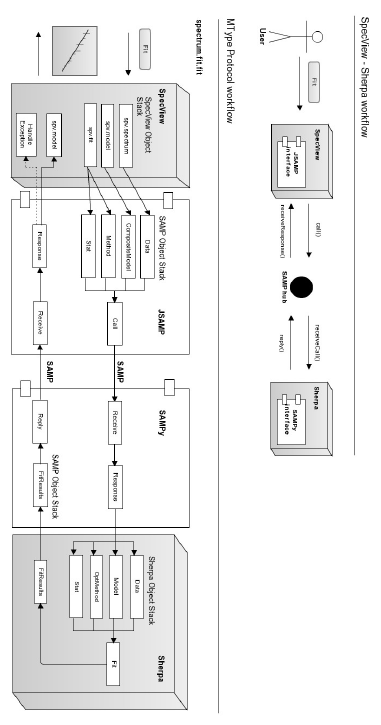 SpecView - Sherpa workflow
User
Fit
SpecView
JSAMP
Interface
call()
receiveResponse()
SAMP hub
receiveCall()
reply()
Sherpa
SAMPy
Interface
MType Protocol workflow
spectrum.fit.fit
Fit
SpecView
SpecView Object
Stack
spv.spectrum
spv.model
spv.fit
spv.model
Handle
Exception
SAMP Object Stack
Data
CompositeModel
Method
Stat
Call
JSAMP
Response
Receive
SAMP
SAMP
SAMPy
Receive
Response
Reply
FitResults
SAMP Object Stack
Sherpa Object Stack
Data
Model
OptMethod
Stat
Fit
FitResults
Sherpa